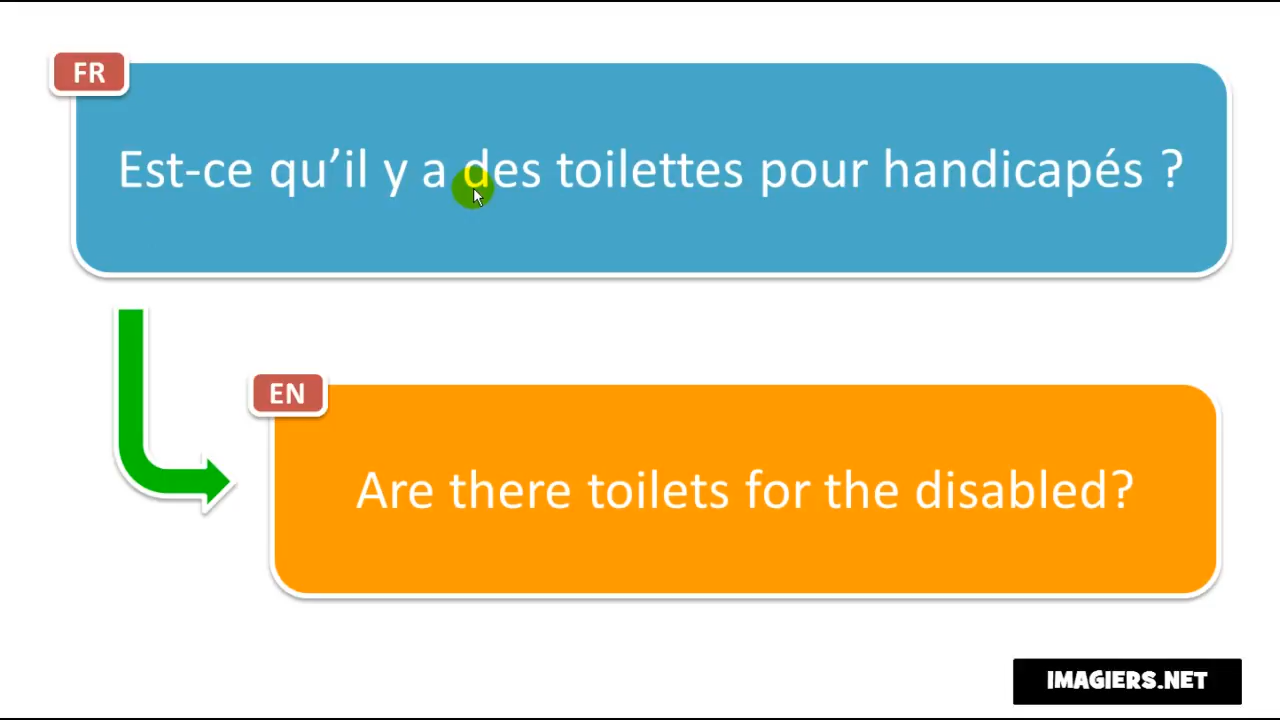 FR
Est-ce qu’il y a des toilettes pour handicapés ?
EN
Are there toilets for the disabled?
IMAGIERS.NET